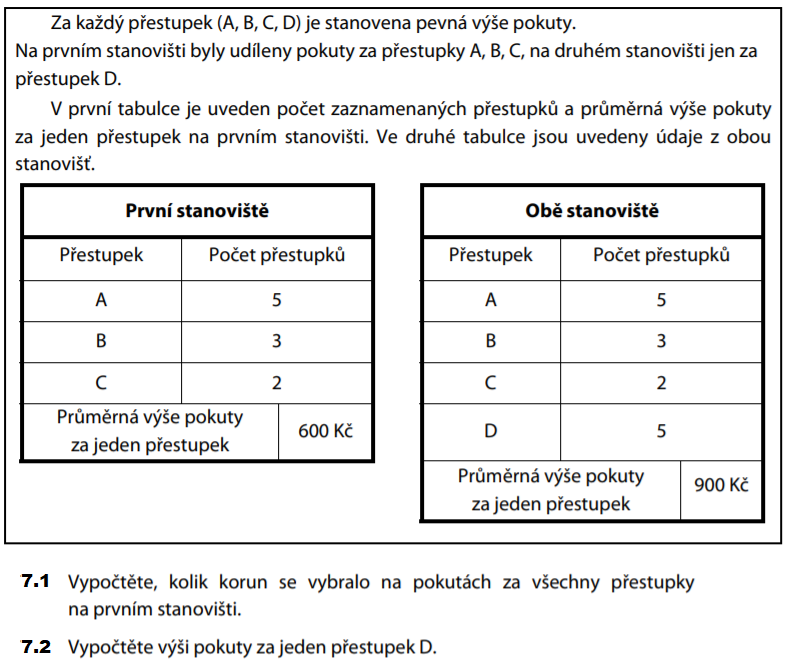 Za každý přestupek (A, B, C, D) je stanovena pevná výše pokuty.
Na prvním stanovišti byly udíleny pokuty za přestupky A, B, C, na druhém stanovišti jen za
přestupek D.
V první tabulce je uveden počet zaznamenaných přestupků a průměrná výše pokuty
za jeden přestupek na prvním stanovišti. Ve druhé tabulce jsou uvedeny údaje z obou
stanovišť.
První stanoviště
Přestupek Počet přestupků
A 5
B 3
C 2
Průměrná výše pokuty
za jeden přestupek 600 Kč
Obě stanoviště
Přestupek Počet přestupků
A 5
B 3
C 2
D 5
Průměrná výše pokuty
za jeden přestupek 900 Kč
7.1 Vypočtěte, kolik korun se vybralo na pokutách za všechny přestupky
na prvním stanovišti.
7.2 Vypočtěte výši pokuty za jeden přestupek D.